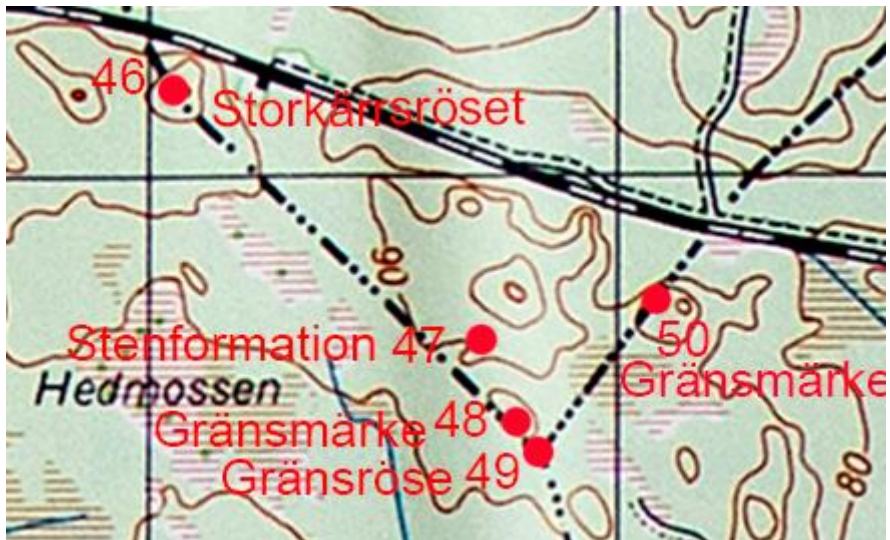 46
Storkärrsröset
90
Stenformation 47
50
Gränsmärke
Hedmossen
Gränsmärke 48
Gränsröse 49
80